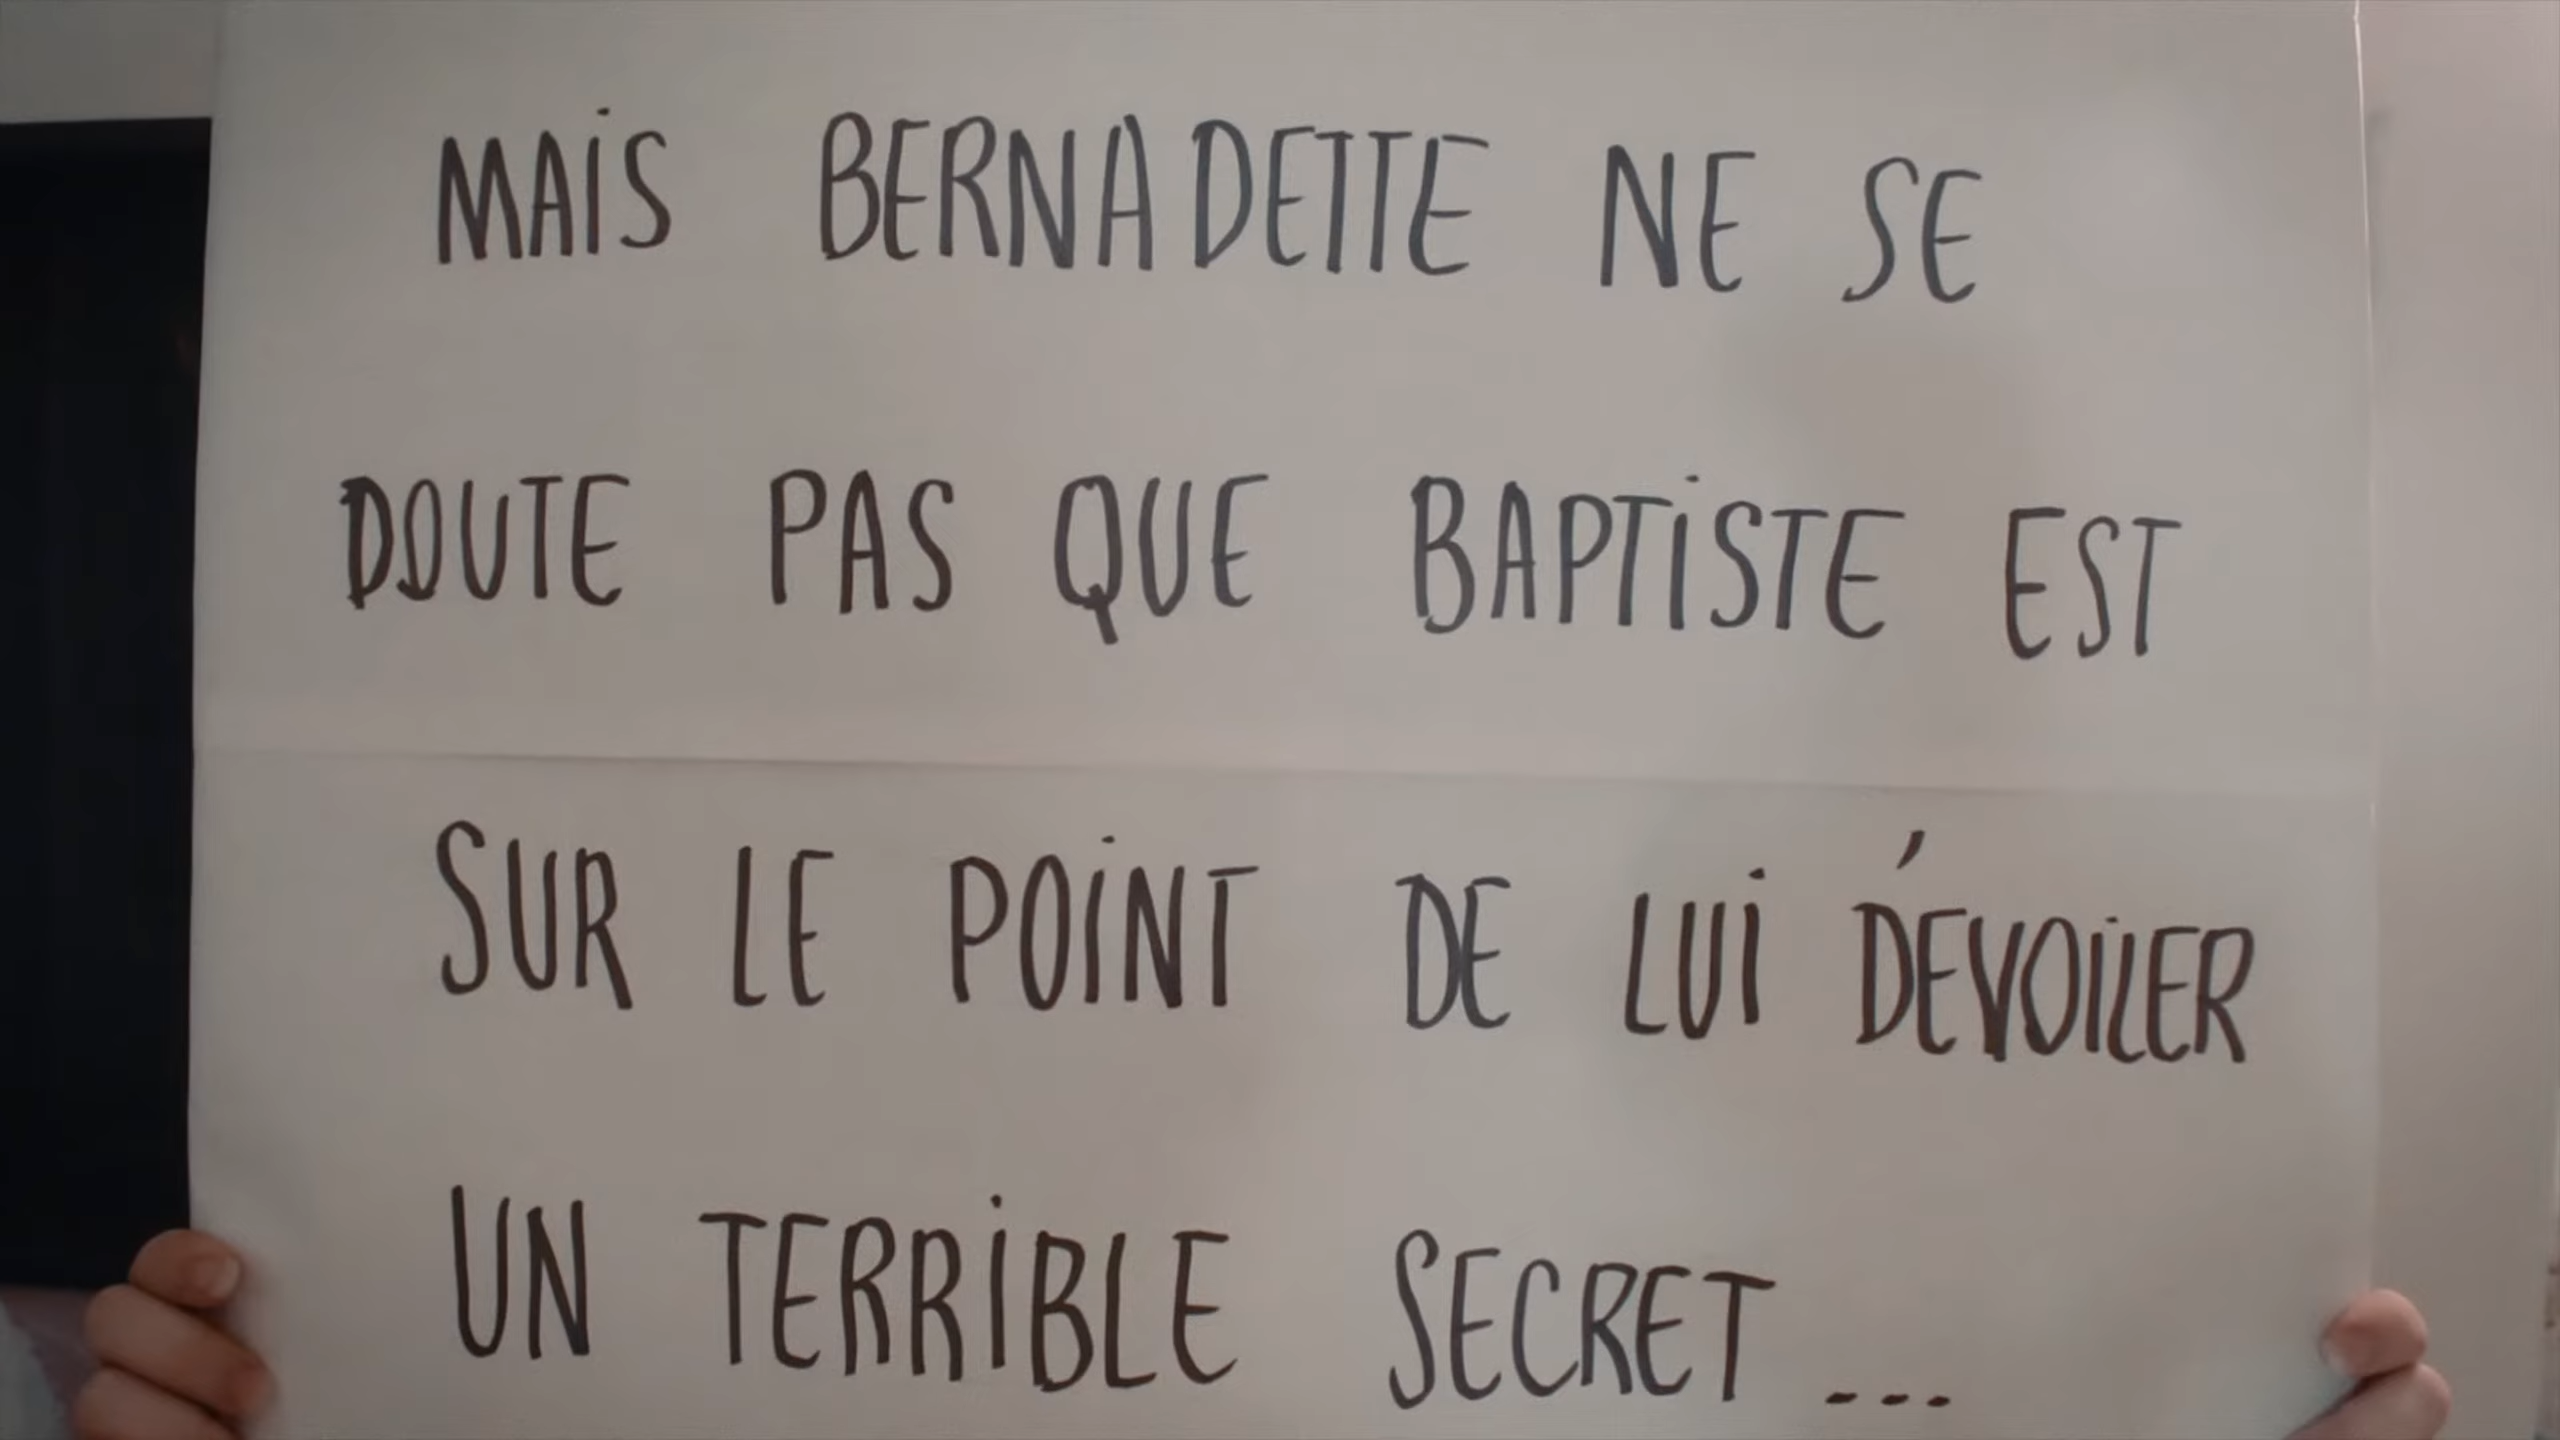 MAiS BERNADETTE NE SE
DOUTE PAS QUE BAPTiSTE EST
SUR LE POiNT DE LUi DÉVOiLER
UN TERRiBLE SECRET...